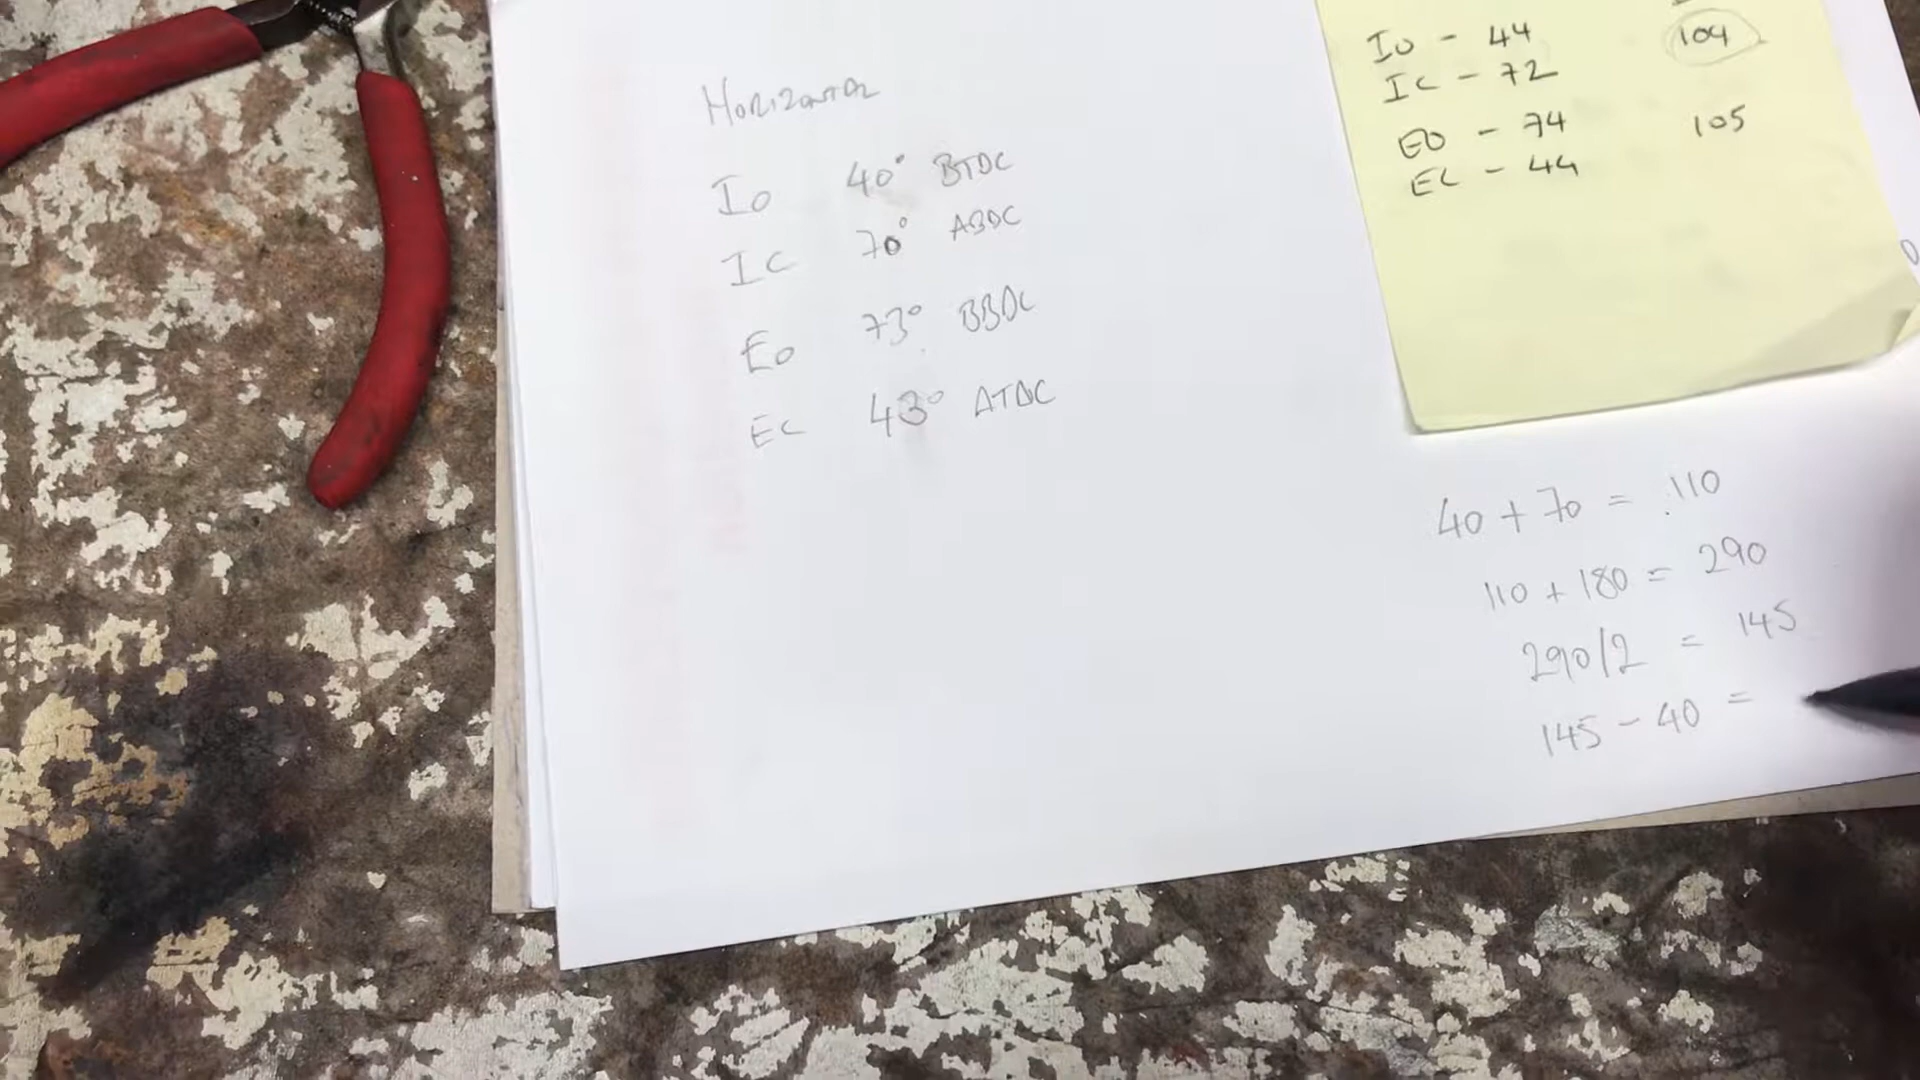 Horizontal
Io 40° BTDC
Ic 70° ABDC
Eo 73° BBDC
Ec 43° ATDC
Io - 44 104
Ic - 72
EO - 74 105
EC - 44
40 + 70 = 110
110 + 180 = 290
290/2 = 145
145 - 40 =